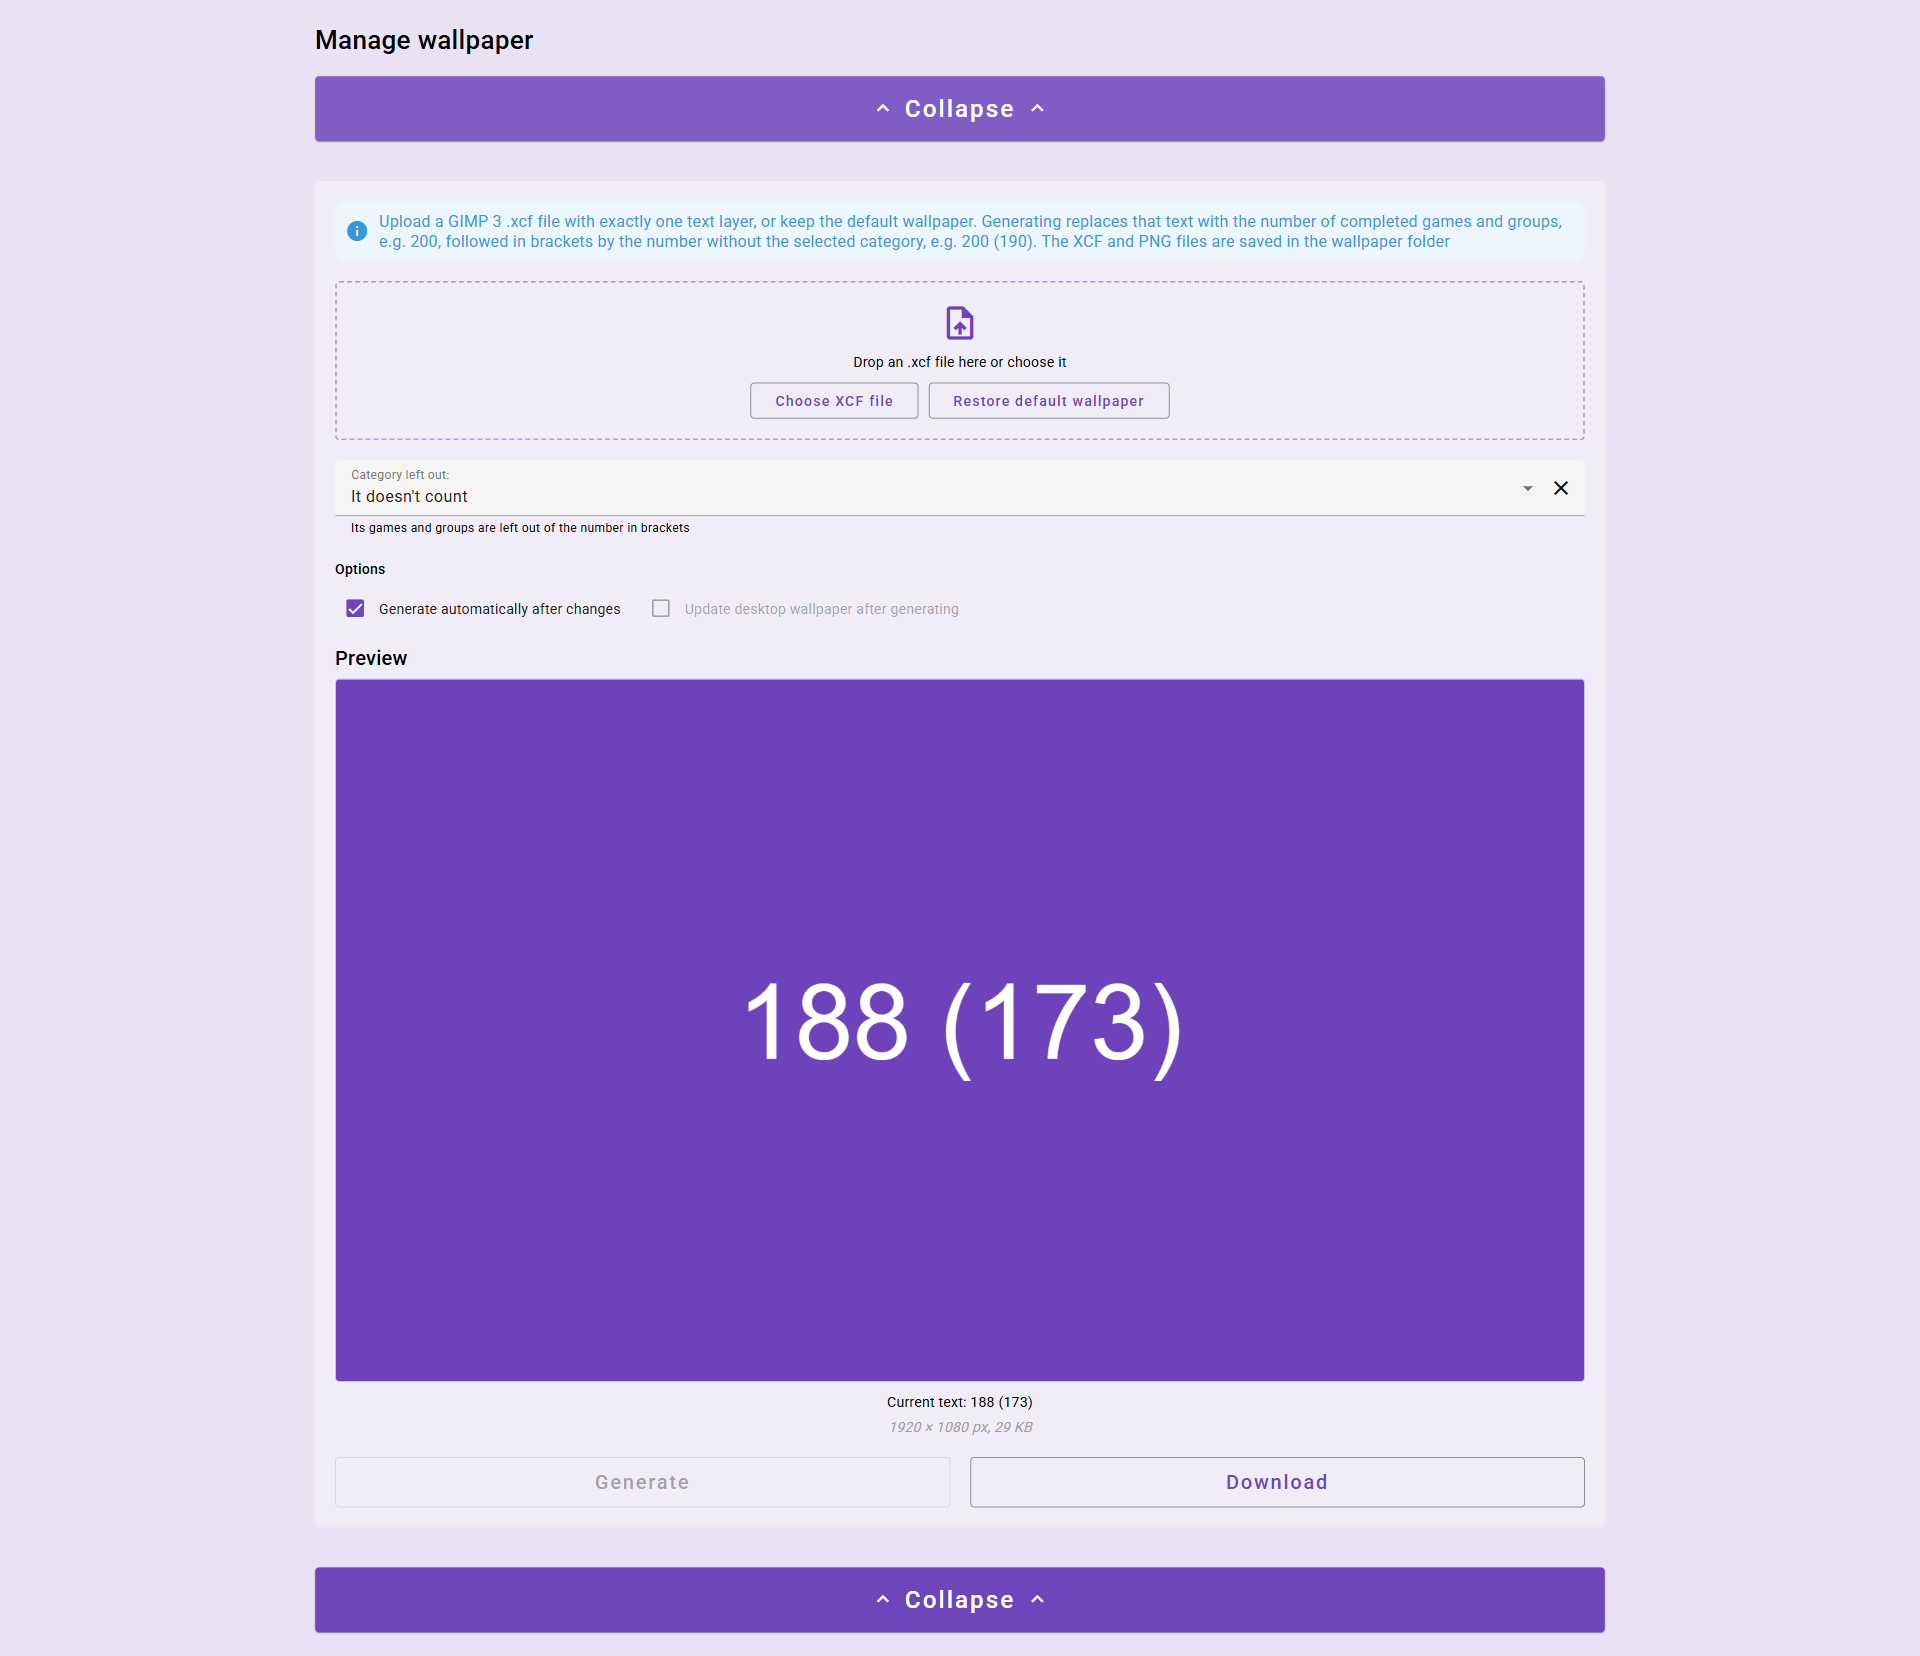 Manage wallpaper
Collapse
Upload a GIMP 3 .xcf file with exactly one text layer, or keep the default wallpaper. Generating replaces that text with the number of completed games and groups,
e.g. 200, followed in brackets by the number without the selected category, e.g. 200 (190). The XCF and PNG files are saved in the wallpaper folder
Drop an .xcf file here or choose it
Choose XCF file
Restore default wallpaper
Category left out:
It doesn't count
Its games and groups are left out of the number in brackets
Options
Generate automatically after changes
Update desktop wallpaper after generating
Preview
188 (173)
Current text: 188 (173)
1920 × 1080 px, 29 KB
Generate
Download
Collapse